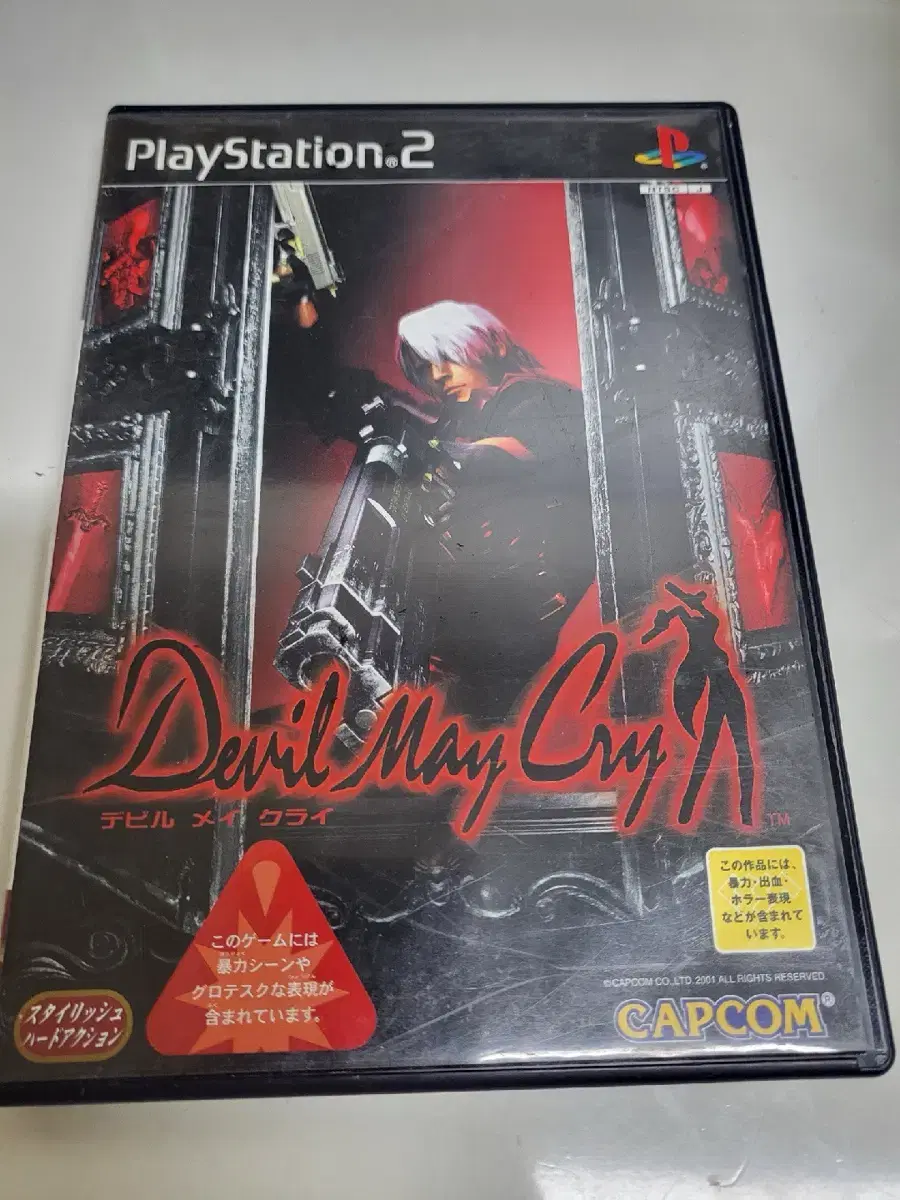 PlayStation®2
NTSC J
Devil May Cry
デビル メイ クライ
TM
この作品には、
暴力・出血・
ホラー表現
などが含まれて
います。
このゲームには
暴力シーンや
グロテスクな表現が
含まれています。
©CAPCOM CO.,LTD. 2001 ALL RIGHTS RESERVED
スタイリッシュ
ハードアクション
CAPCOM®